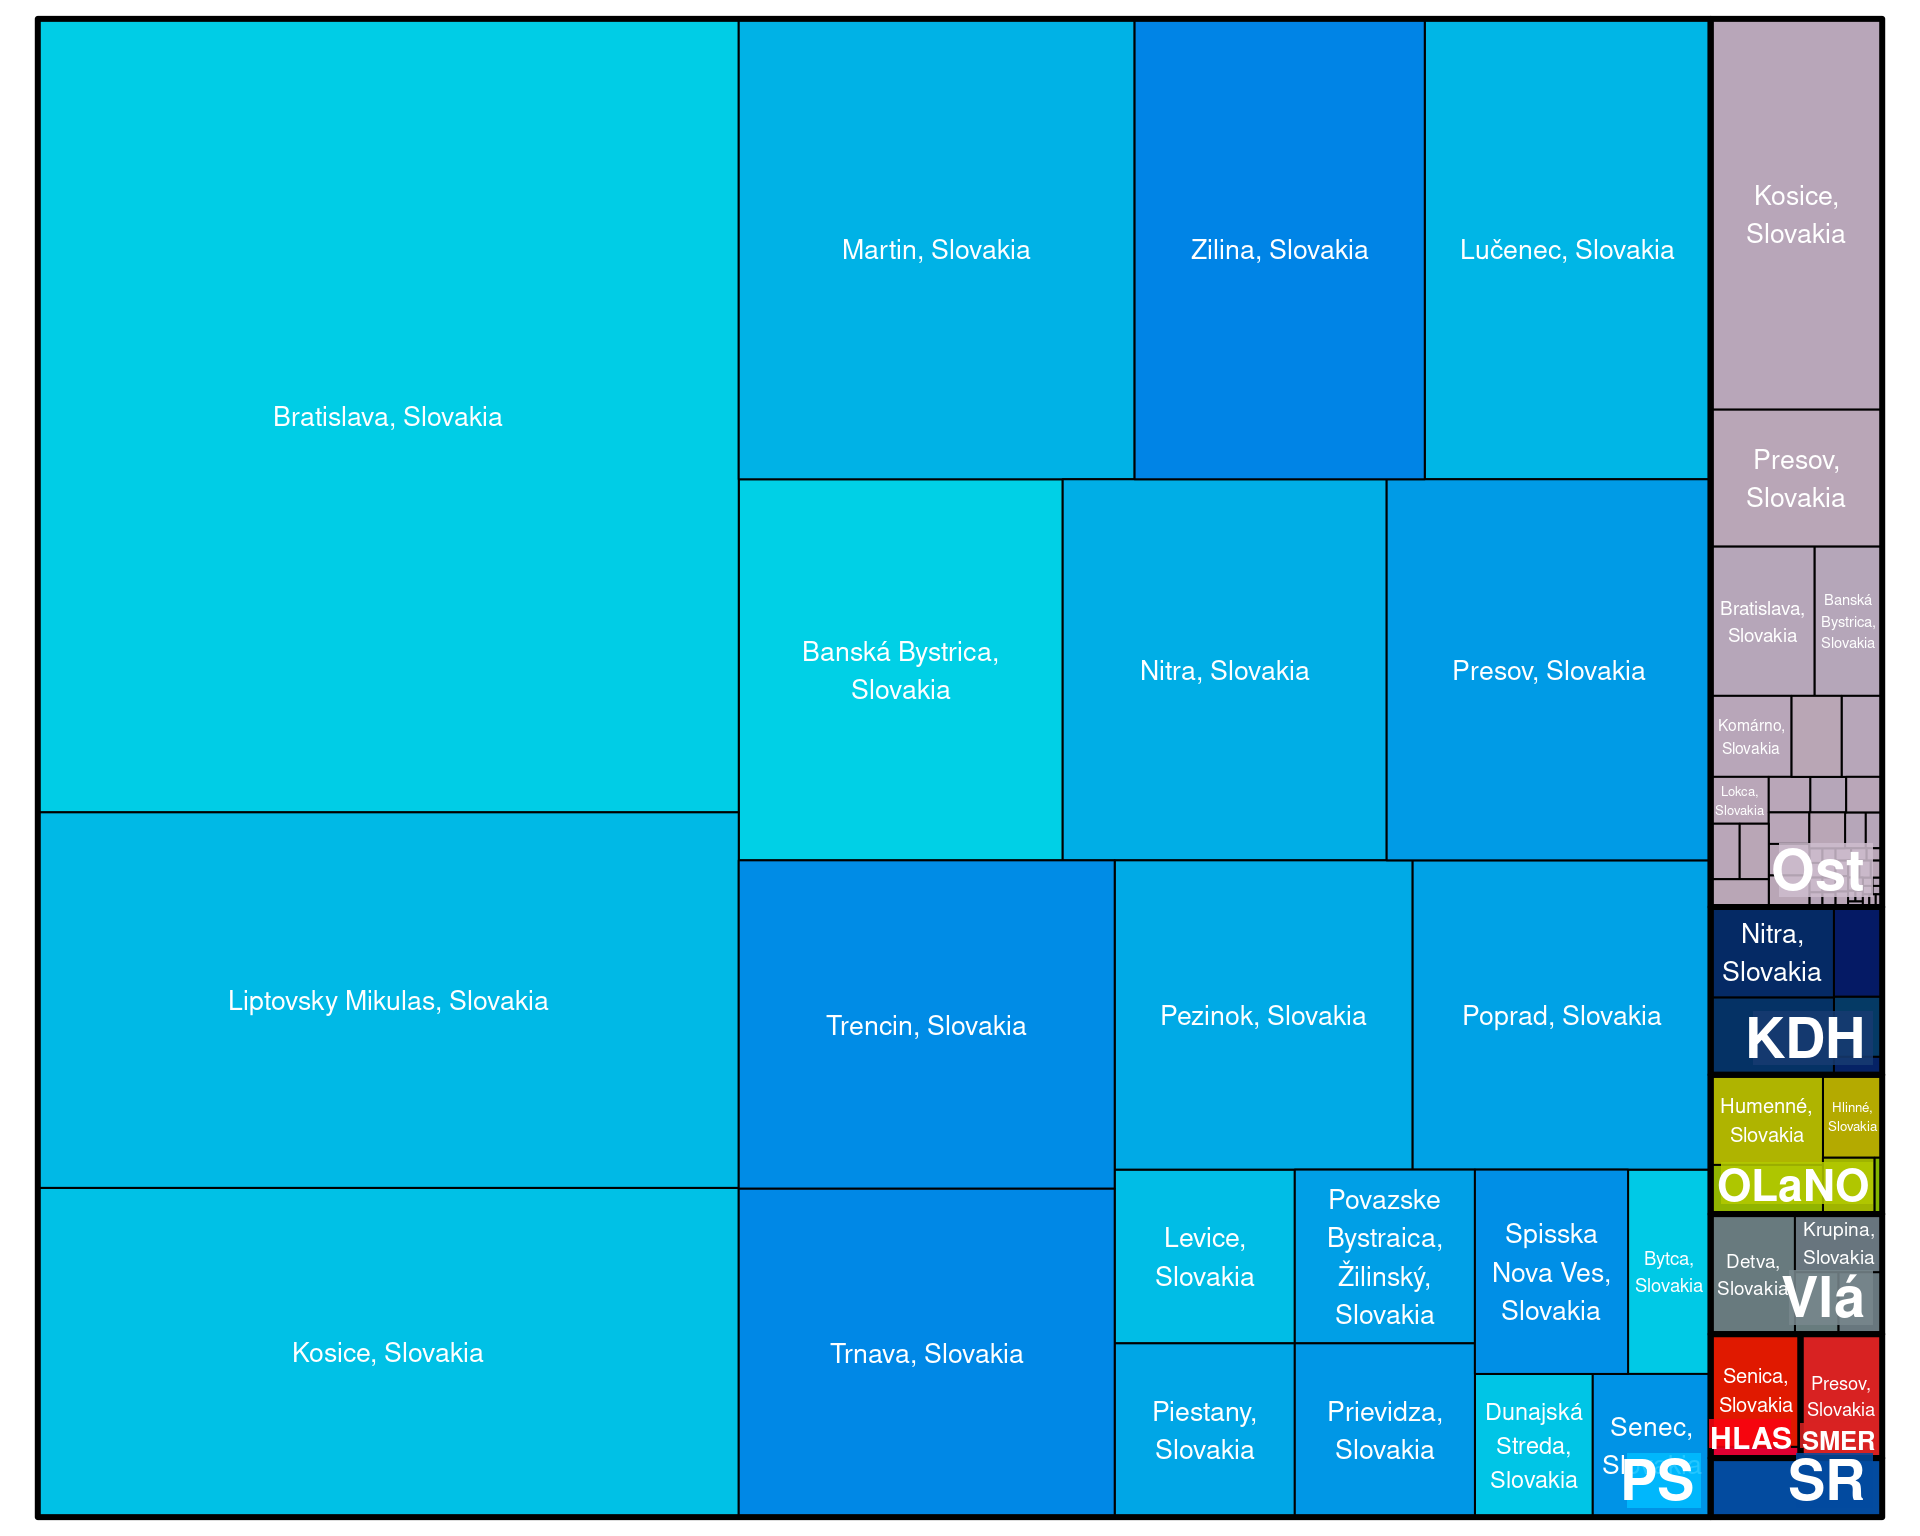 Bratislava, Slovakia
Martin, Slovakia
Zilina, Slovakia
Lučenec, Slovakia
Banská Bystrica,
Slovakia
Nitra, Slovakia
Presov, Slovakia
Liptovsky Mikulas, Slovakia
Trencin, Slovakia
Pezinok, Slovakia
Poprad, Slovakia
Kosice, Slovakia
Trnava, Slovakia
Levice,
Slovakia
Povazske
Bystraica,
Žilinský,
Slovakia
Spisska
Nova Ves,
Slovakia
Bytca,
Slovakia
Piestany,
Slovakia
Prievidza,
Slovakia
Dunajská
Streda,
Slovakia
Senec,
Slovakia
PS
Kosice,
Slovakia
Presov,
Slovakia
Bratislava,
Slovakia
Banská
Bystrica,
Slovakia
Komárno,
Slovakia
Lokca,
Slovakia
Ost
Nitra,
Slovakia
KDH
Humenné,
Slovakia
Hlinné,
Slovakia
OLaNO
Detva,
Slovakia
Krupina,
Slovakia
Vlá
Senica,
Slovakia
HLAS
Presov,
Slovakia
SMER
SR